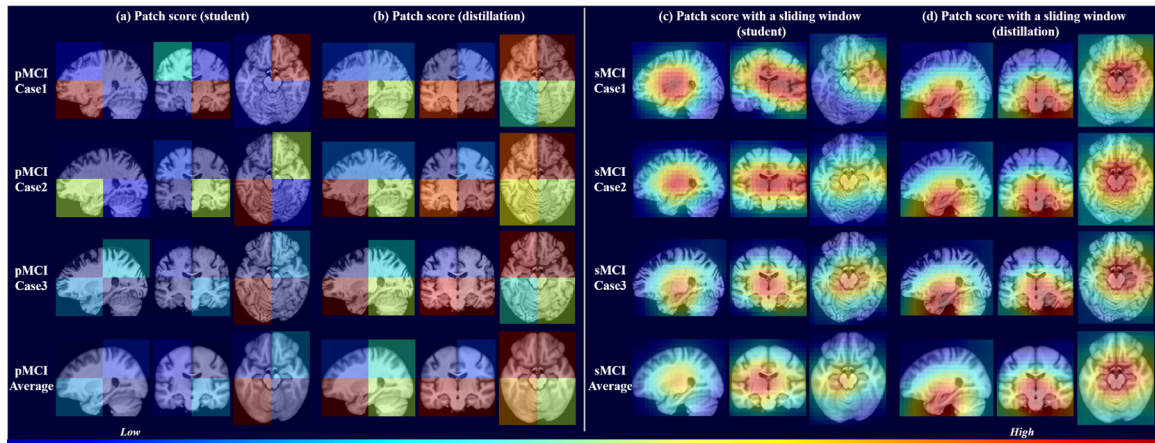 (a) Patch score (student)
(b) Patch score (distillation)
(c) Patch score with a sliding window
(student)
(d) Patch score with a sliding window
(distillation)
pMCI
Case1
pMCI
Case2
pMCI
Case3
pMCI
Average
sMCI
Case1
sMCI
Case2
sMCI
Case3
sMCI
Average
Low
High